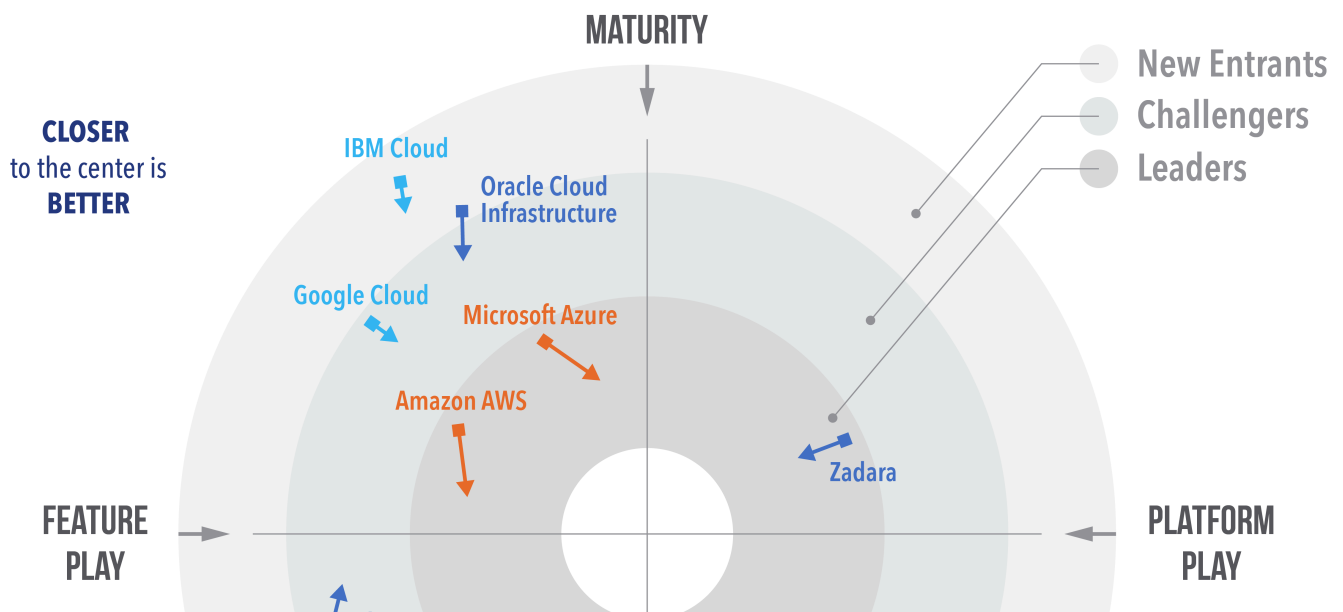 MATURITY
New Entrants
Challengers
Leaders
CLOSER
to the center is
BETTER
IBM Cloud
Oracle Cloud
Infrastructure
Google Cloud
Microsoft Azure
Amazon AWS
Zadara
FEATURE
PLAY
PLATFORM
PLAY